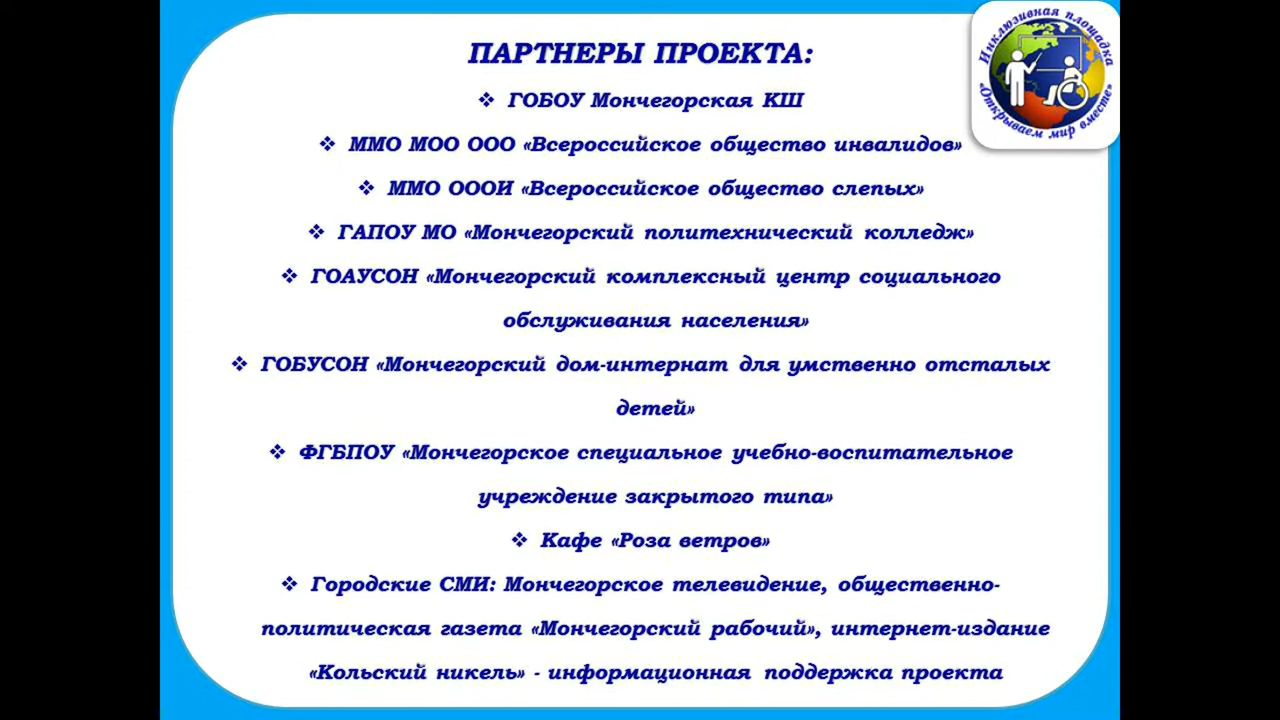 ПАРТНЕРЫ ПРОЕКТА:
Инклюзивная площадка
«Открываем мир вместе»
❖ ГОБОУ Мончегорская КШ
❖ ММО МОО ООО «Всероссийское общество инвалидов»
❖ ММО ОООИ «Всероссийское общество слепых»
❖ ГАПОУ МО «Мончегорский политехнический колледж»
❖ ГОАУСОН «Мончегорский комплексный центр социального
обслуживания населения»
❖ ГОБУСОН «Мончегорский дом-интернат для умственно отсталых
детей»
❖ ФГБПОУ «Мончегорское специальное учебно-воспитательное
учреждение закрытого типа»
❖ Кафе «Роза ветров»
❖ Городские СМИ: Мончегорское телевидение, общественно-
политическая газета «Мончегорский рабочий», интернет-издание
«Кольский никель» - информационная поддержка проекта